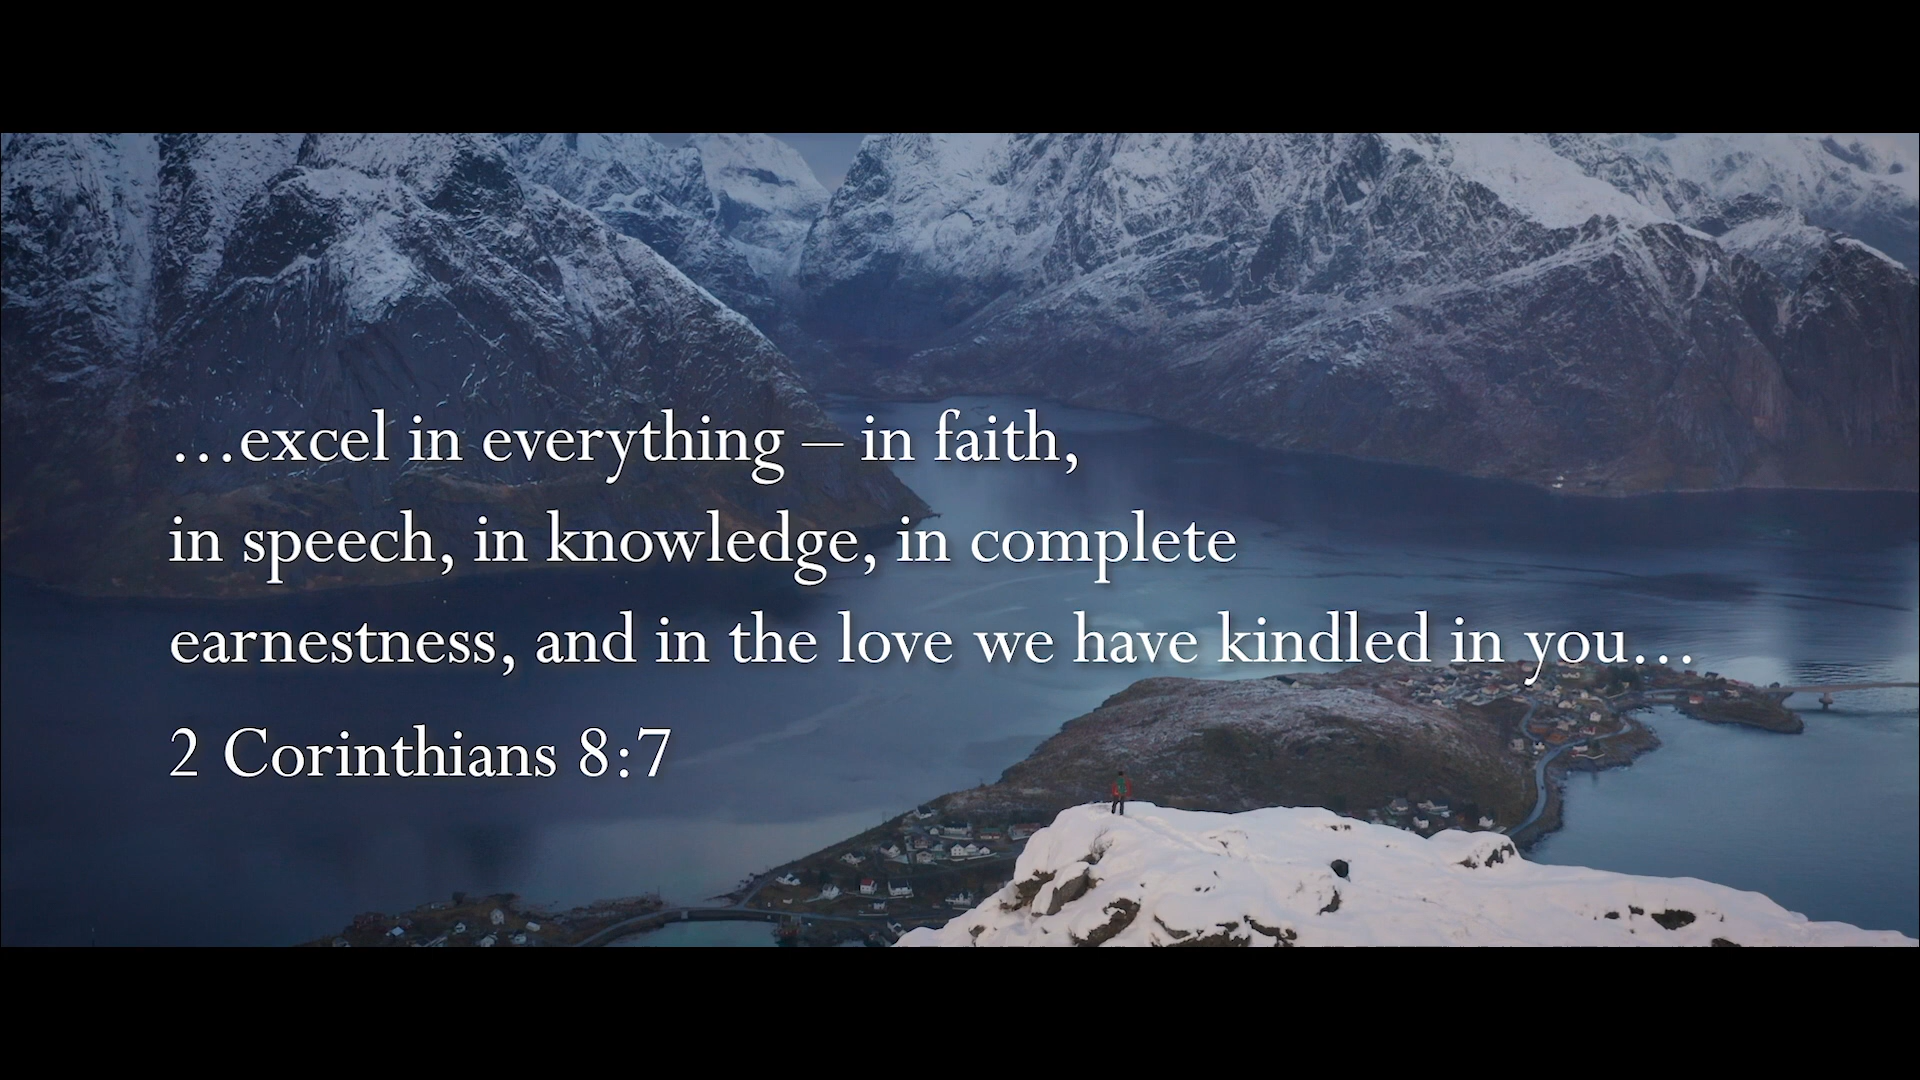 …excel in everything – in faith,
in speech, in knowledge, in complete
earnestness, and in the love we have kindled in you…
2 Corinthians 8:7